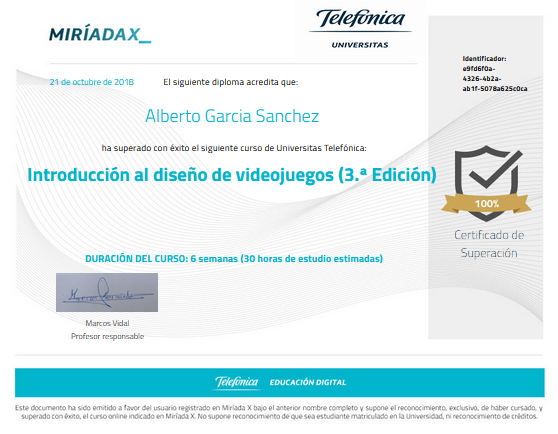 MIRÍADAX_
Telefónica
UNIVERSITAS
Identificador:
e9fd6f0a-
4326-4b2a-
ab1f-5078a625c0ca
21 de octubre de 2018
El siguiente diploma acredita que:
Alberto Garcia Sanchez
ha superado con éxito el siguiente curso de Universitas Telefónica:
Introducción al diseño de videojuegos (3.ª Edición)
100%
Certificado de
Superación
DURACIÓN DEL CURSO: 6 semanas (30 horas de estudio estimadas)
Marcos Vidal
Profesor responsable
Telefónica EDUCACIÓN DIGITAL
Este documento ha sido emitido a favor del usuario registrado en Miríada X bajo el anterior nombre completo y supone el reconocimiento, exclusivo, de haber cursado, y
superado con éxito, el curso online indicado en Miríada X. No supone reconocimiento de que sea estudiante matriculado en la Universidad, ni reconocimiento de créditos.